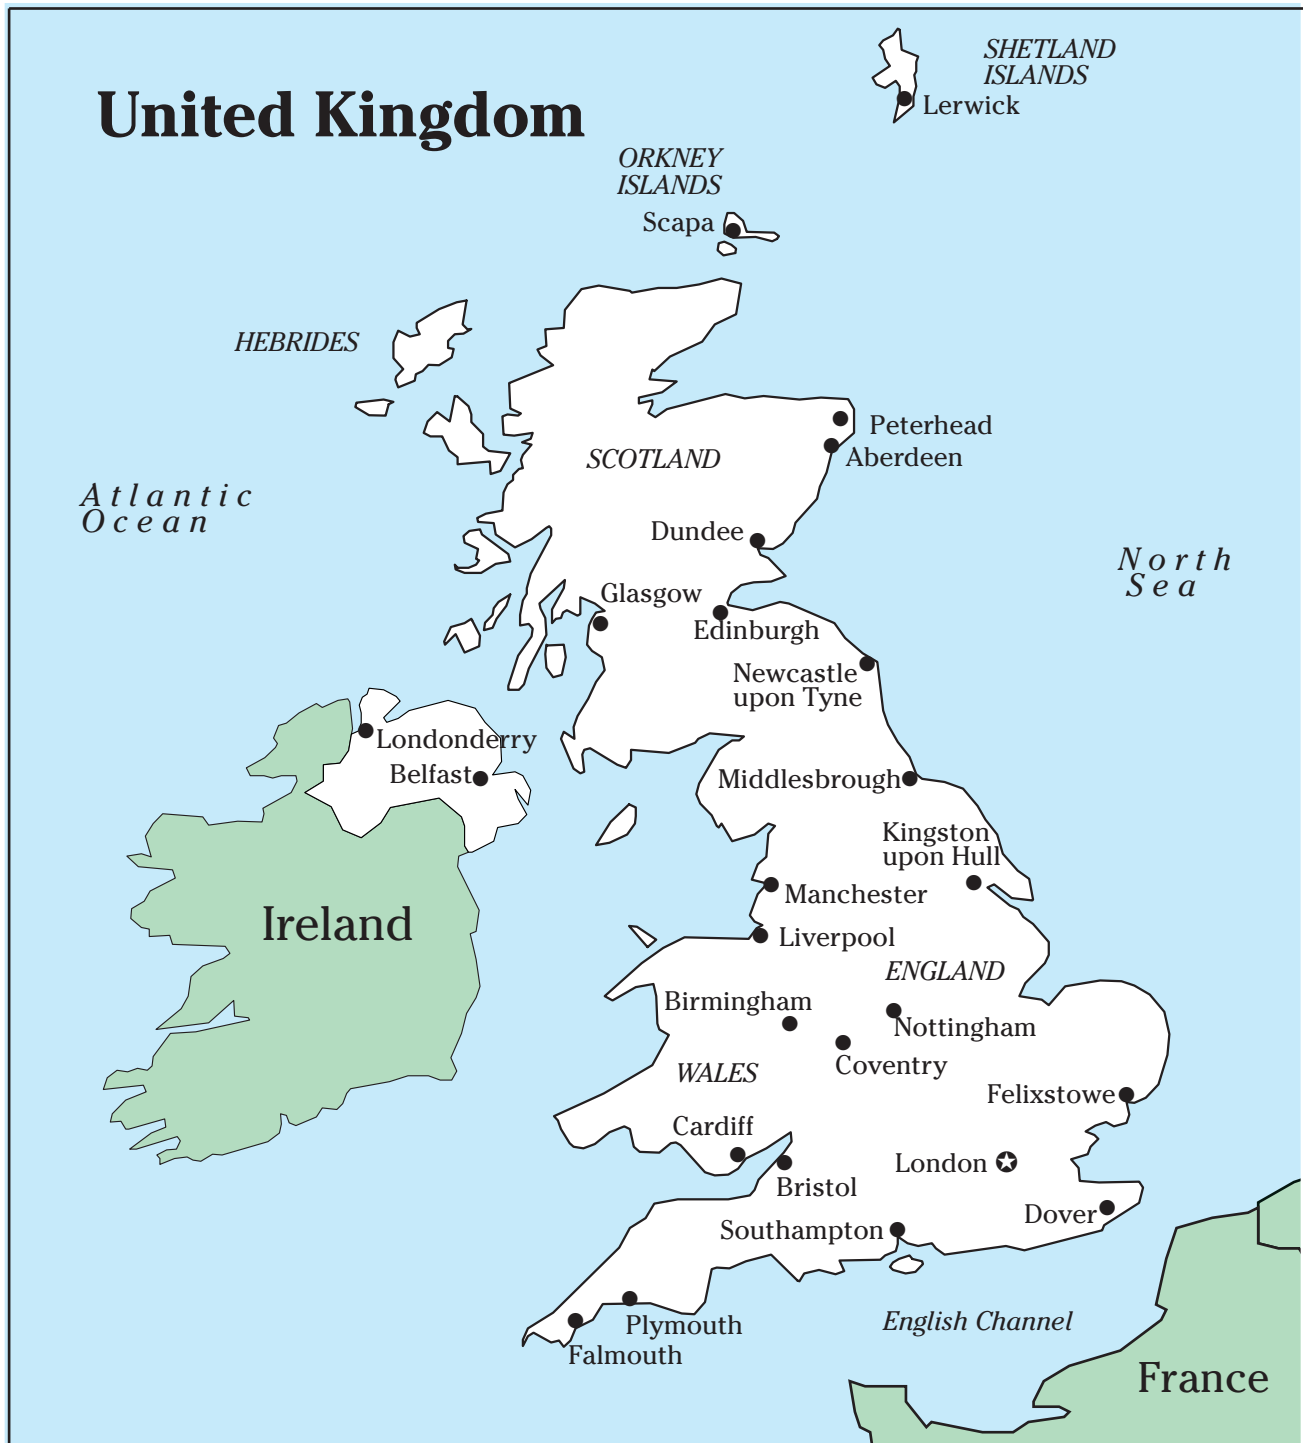 United Kingdom
SHETLAND
ISLANDS
Lerwick
ORKNEY
ISLANDS
Scapa
HEBRIDES
Peterhead
SCOTLAND
Aberdeen
Atlantic
Ocean
Dundee
North
Sea
Glasgow
Edinburgh
Newcastle
upon Tyne
Londonderry
Belfast
Middlesbrough
Kingston
upon Hull
Manchester
Ireland
Liverpool
ENGLAND
Birmingham
Nottingham
Coventry
WALES
Felixstowe
Cardiff
London
Bristol
Dover
Southampton
English Channel
Plymouth
Falmouth
France